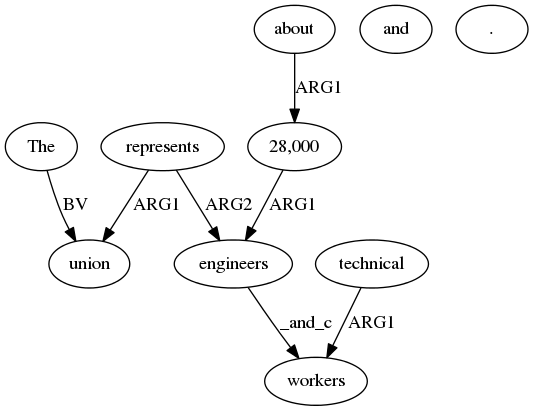 about and .
ARG1
The represents 28,000
BV ARG1 ARG2 ARG1
union engineers technical
_and_c ARG1
workers